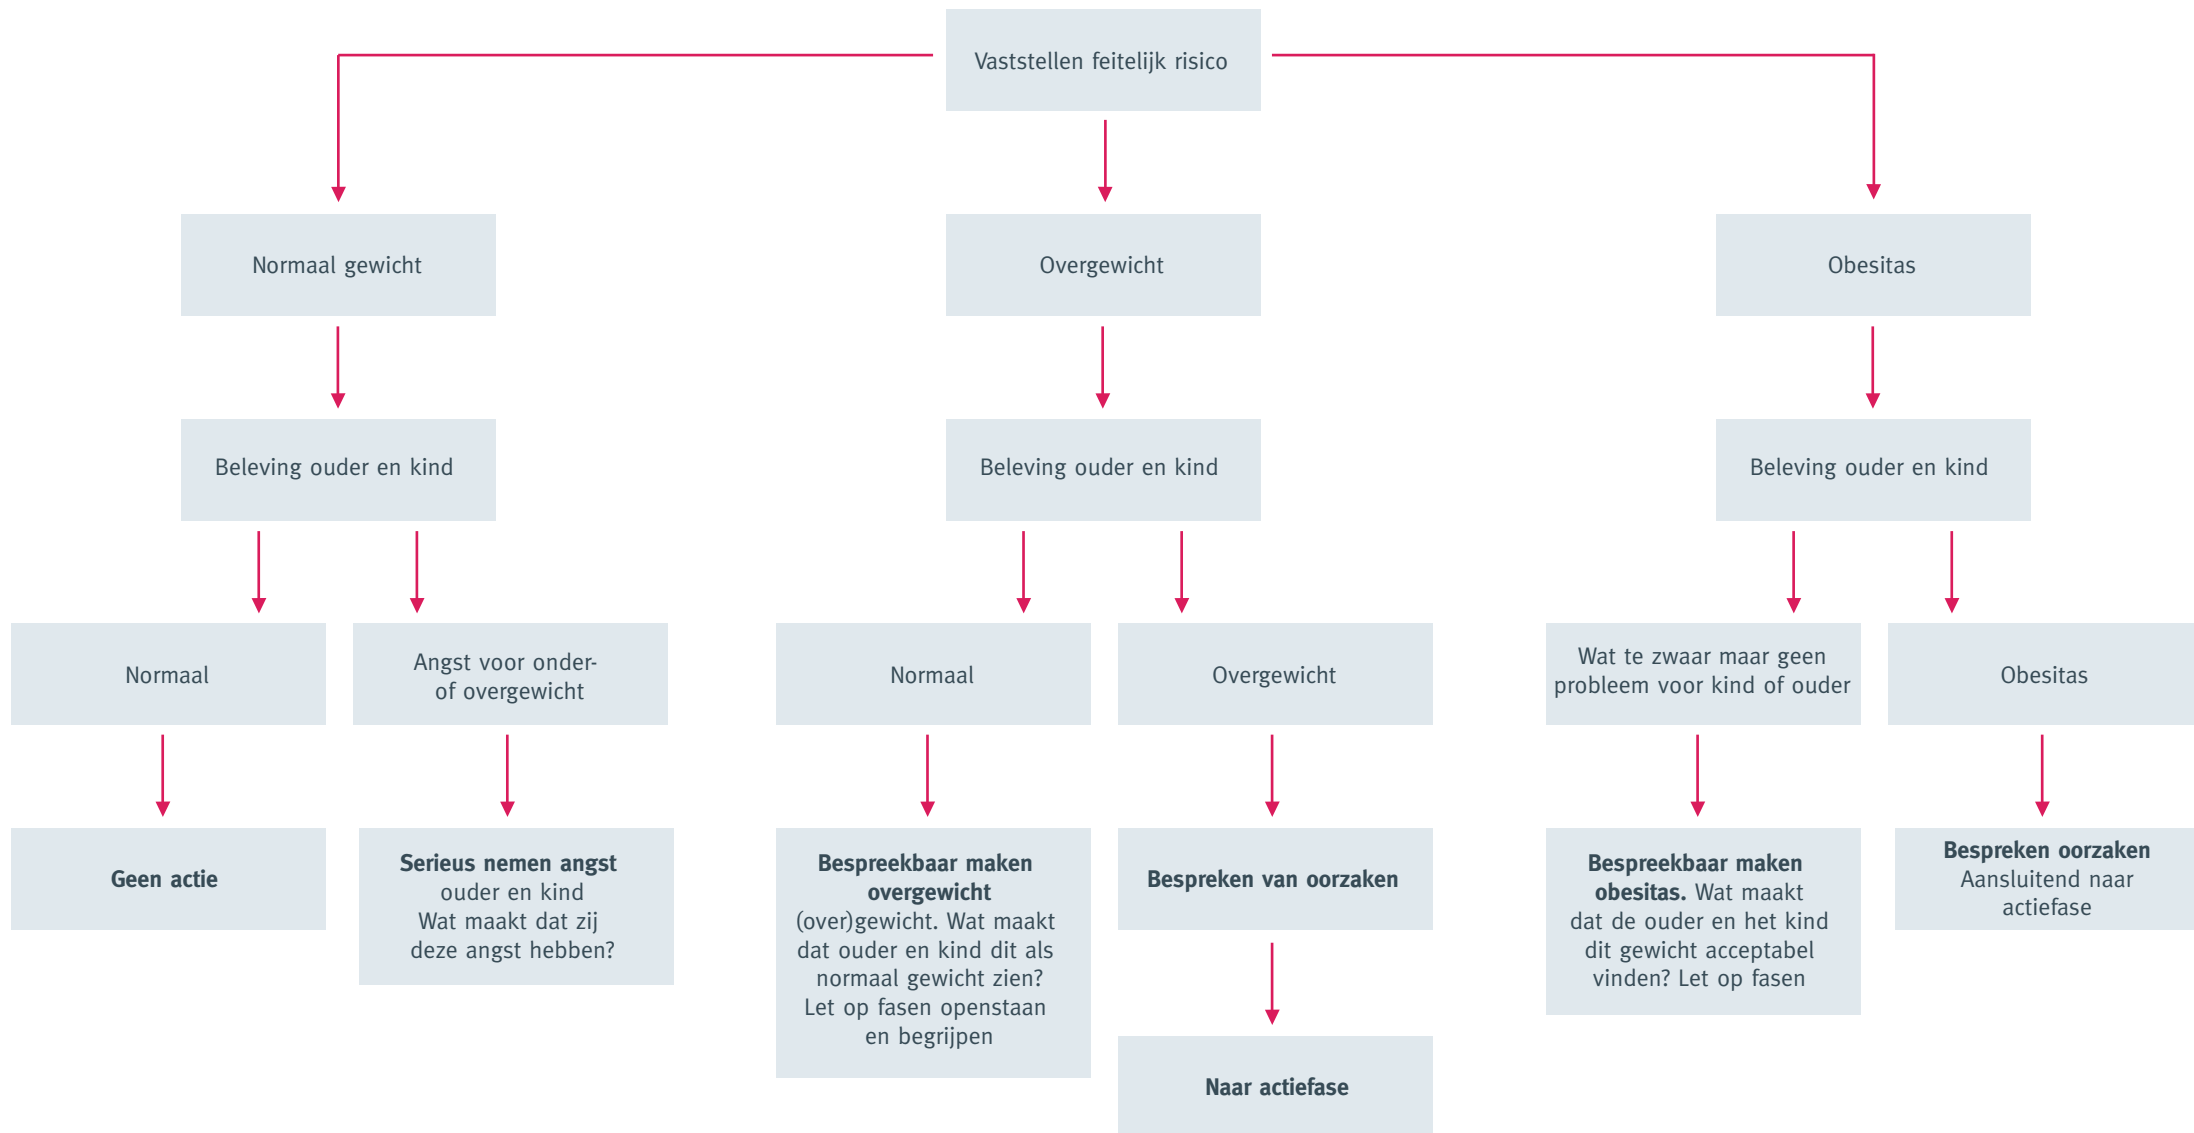 Vaststellen feitelijk risico
Normaal gewicht
Overgewicht
Obesitas
Beleving ouder en kind
Beleving ouder en kind
Beleving ouder en kind
Normaal
Angst voor onder-
of overgewicht
Normaal
Overgewicht
Wat te zwaar maar geen
probleem voor kind of ouder
Obesitas
Geen actie
Serieus nemen angst
ouder en kind
Wat maakt dat zij
deze angst hebben?
Bespreekbaar maken
overgewicht
(over)gewicht. Wat maakt
dat ouder en kind dit als
normaal gewicht zien?
Let op fasen openstaan
en begrijpen
Bespreken van oorzaken
Bespreekbaar maken
obesitas. Wat maakt
dat de ouder en het kind
dit gewicht acceptabel
vinden? Let op fasen
Bespreken oorzaken
Aansluitend naar
actiefase
Naar actiefase